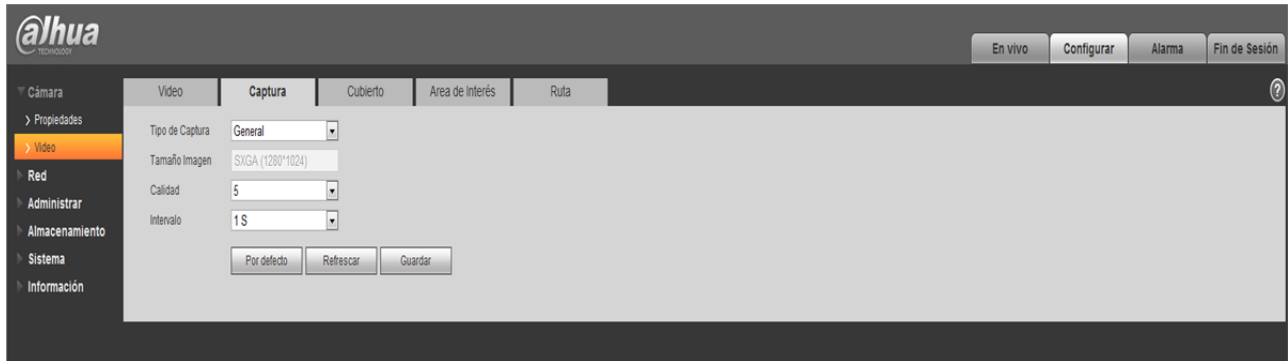 alhua
TECHNOLOGY
En vivo Configurar Alarma Fin de Sesión
Cámara
Propiedades
Video
Red
Administrar
Almacenamiento
Sistema
Información
Video Captura Cubierto Area de Interés Ruta
Tipo de Captura General
Tamaño Imagen SXGA (1280*1024)
Calidad 5
Intervalo 1 S
Por defecto Refrescar Guardar